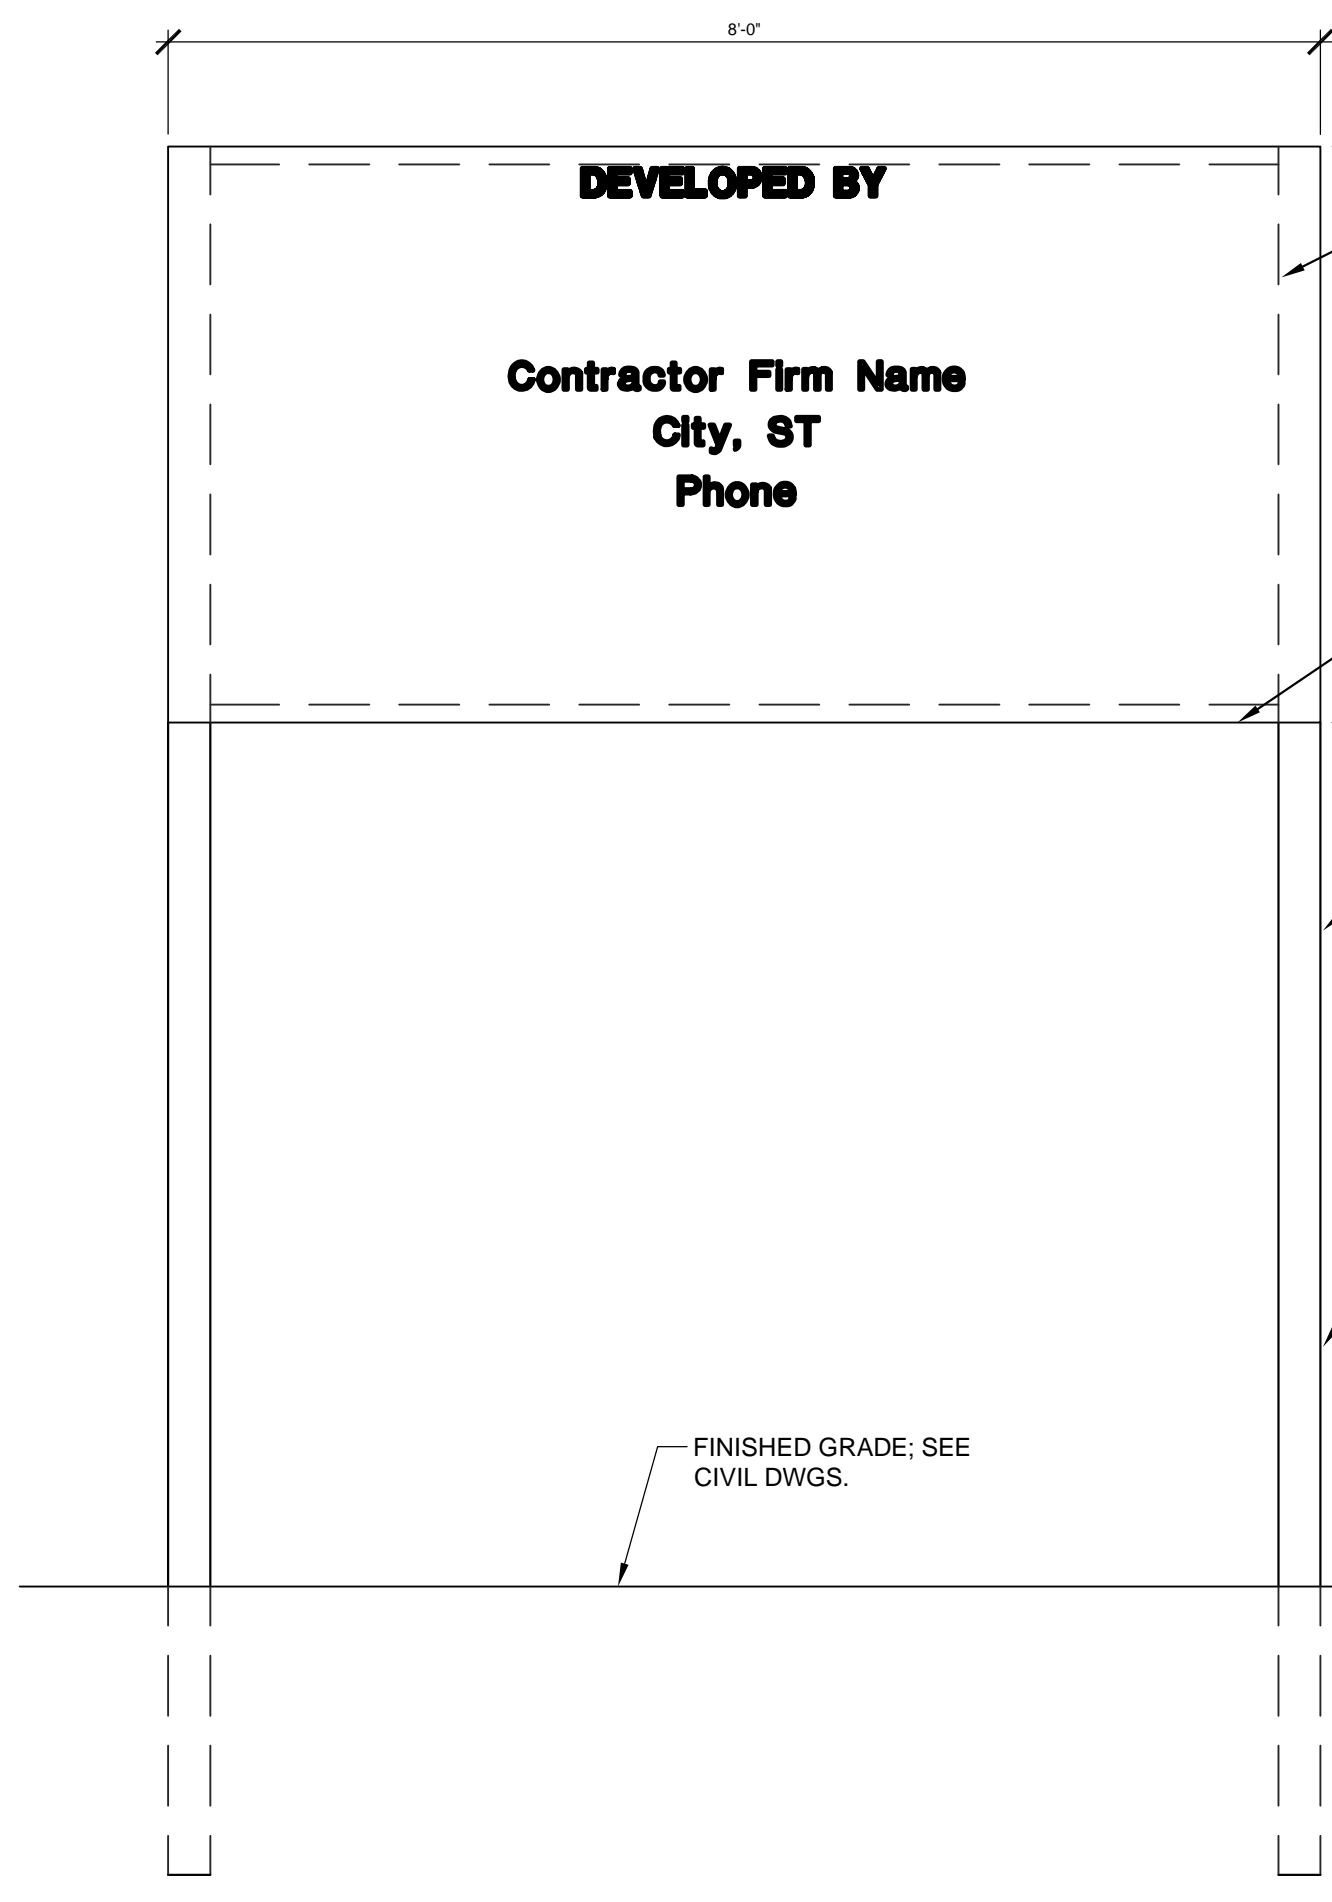 8'-0"
DEVELOPED BY
Contractor Firm Name
City, ST
Phone
FINISHED GRADE; SEE
CIVIL DWGS.